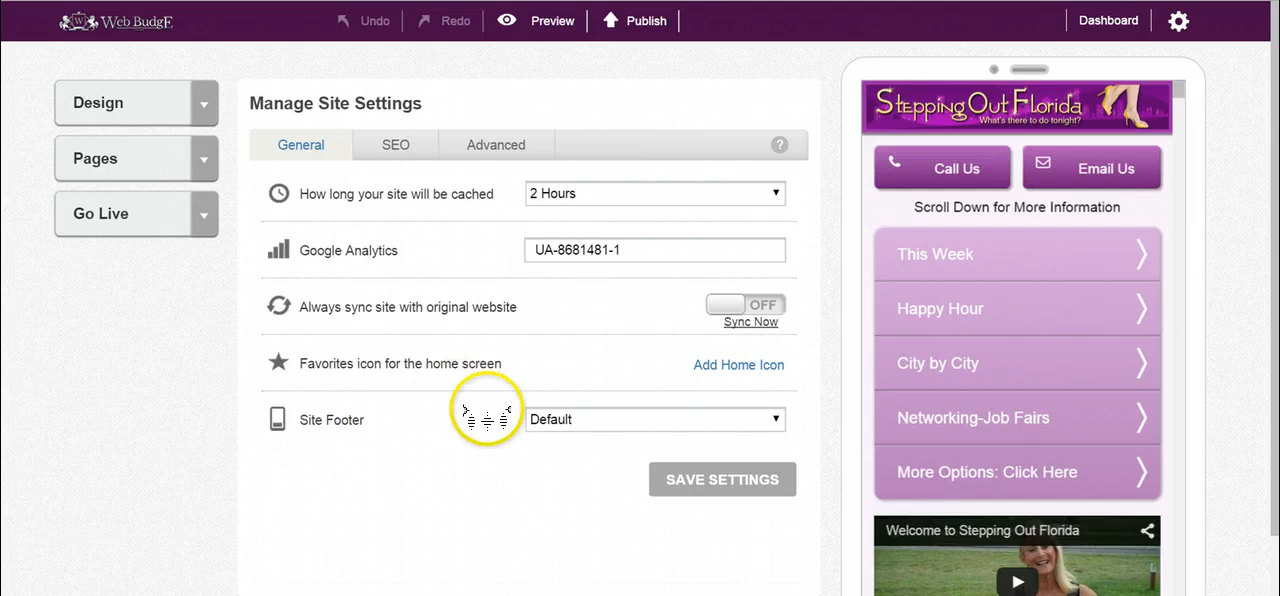 Web BudgE
Undo
Redo
Preview
Publish
Dashboard
Design
Pages
Go Live
Manage Site Settings
General
SEO
Advanced
?
How long your site will be cached
2 Hours
Google Analytics
UA-8681481-1
Always sync site with original website
OFF
Sync Now
Favorites icon for the home screen
Add Home Icon
Site Footer
Default
SAVE SETTINGS
Stepping Out Florida
What's there to do tonight?
Call Us
Email Us
Scroll Down for More Information
This Week
Happy Hour
City by City
Networking-Job Fairs
More Options: Click Here
Welcome to Stepping Out Florida